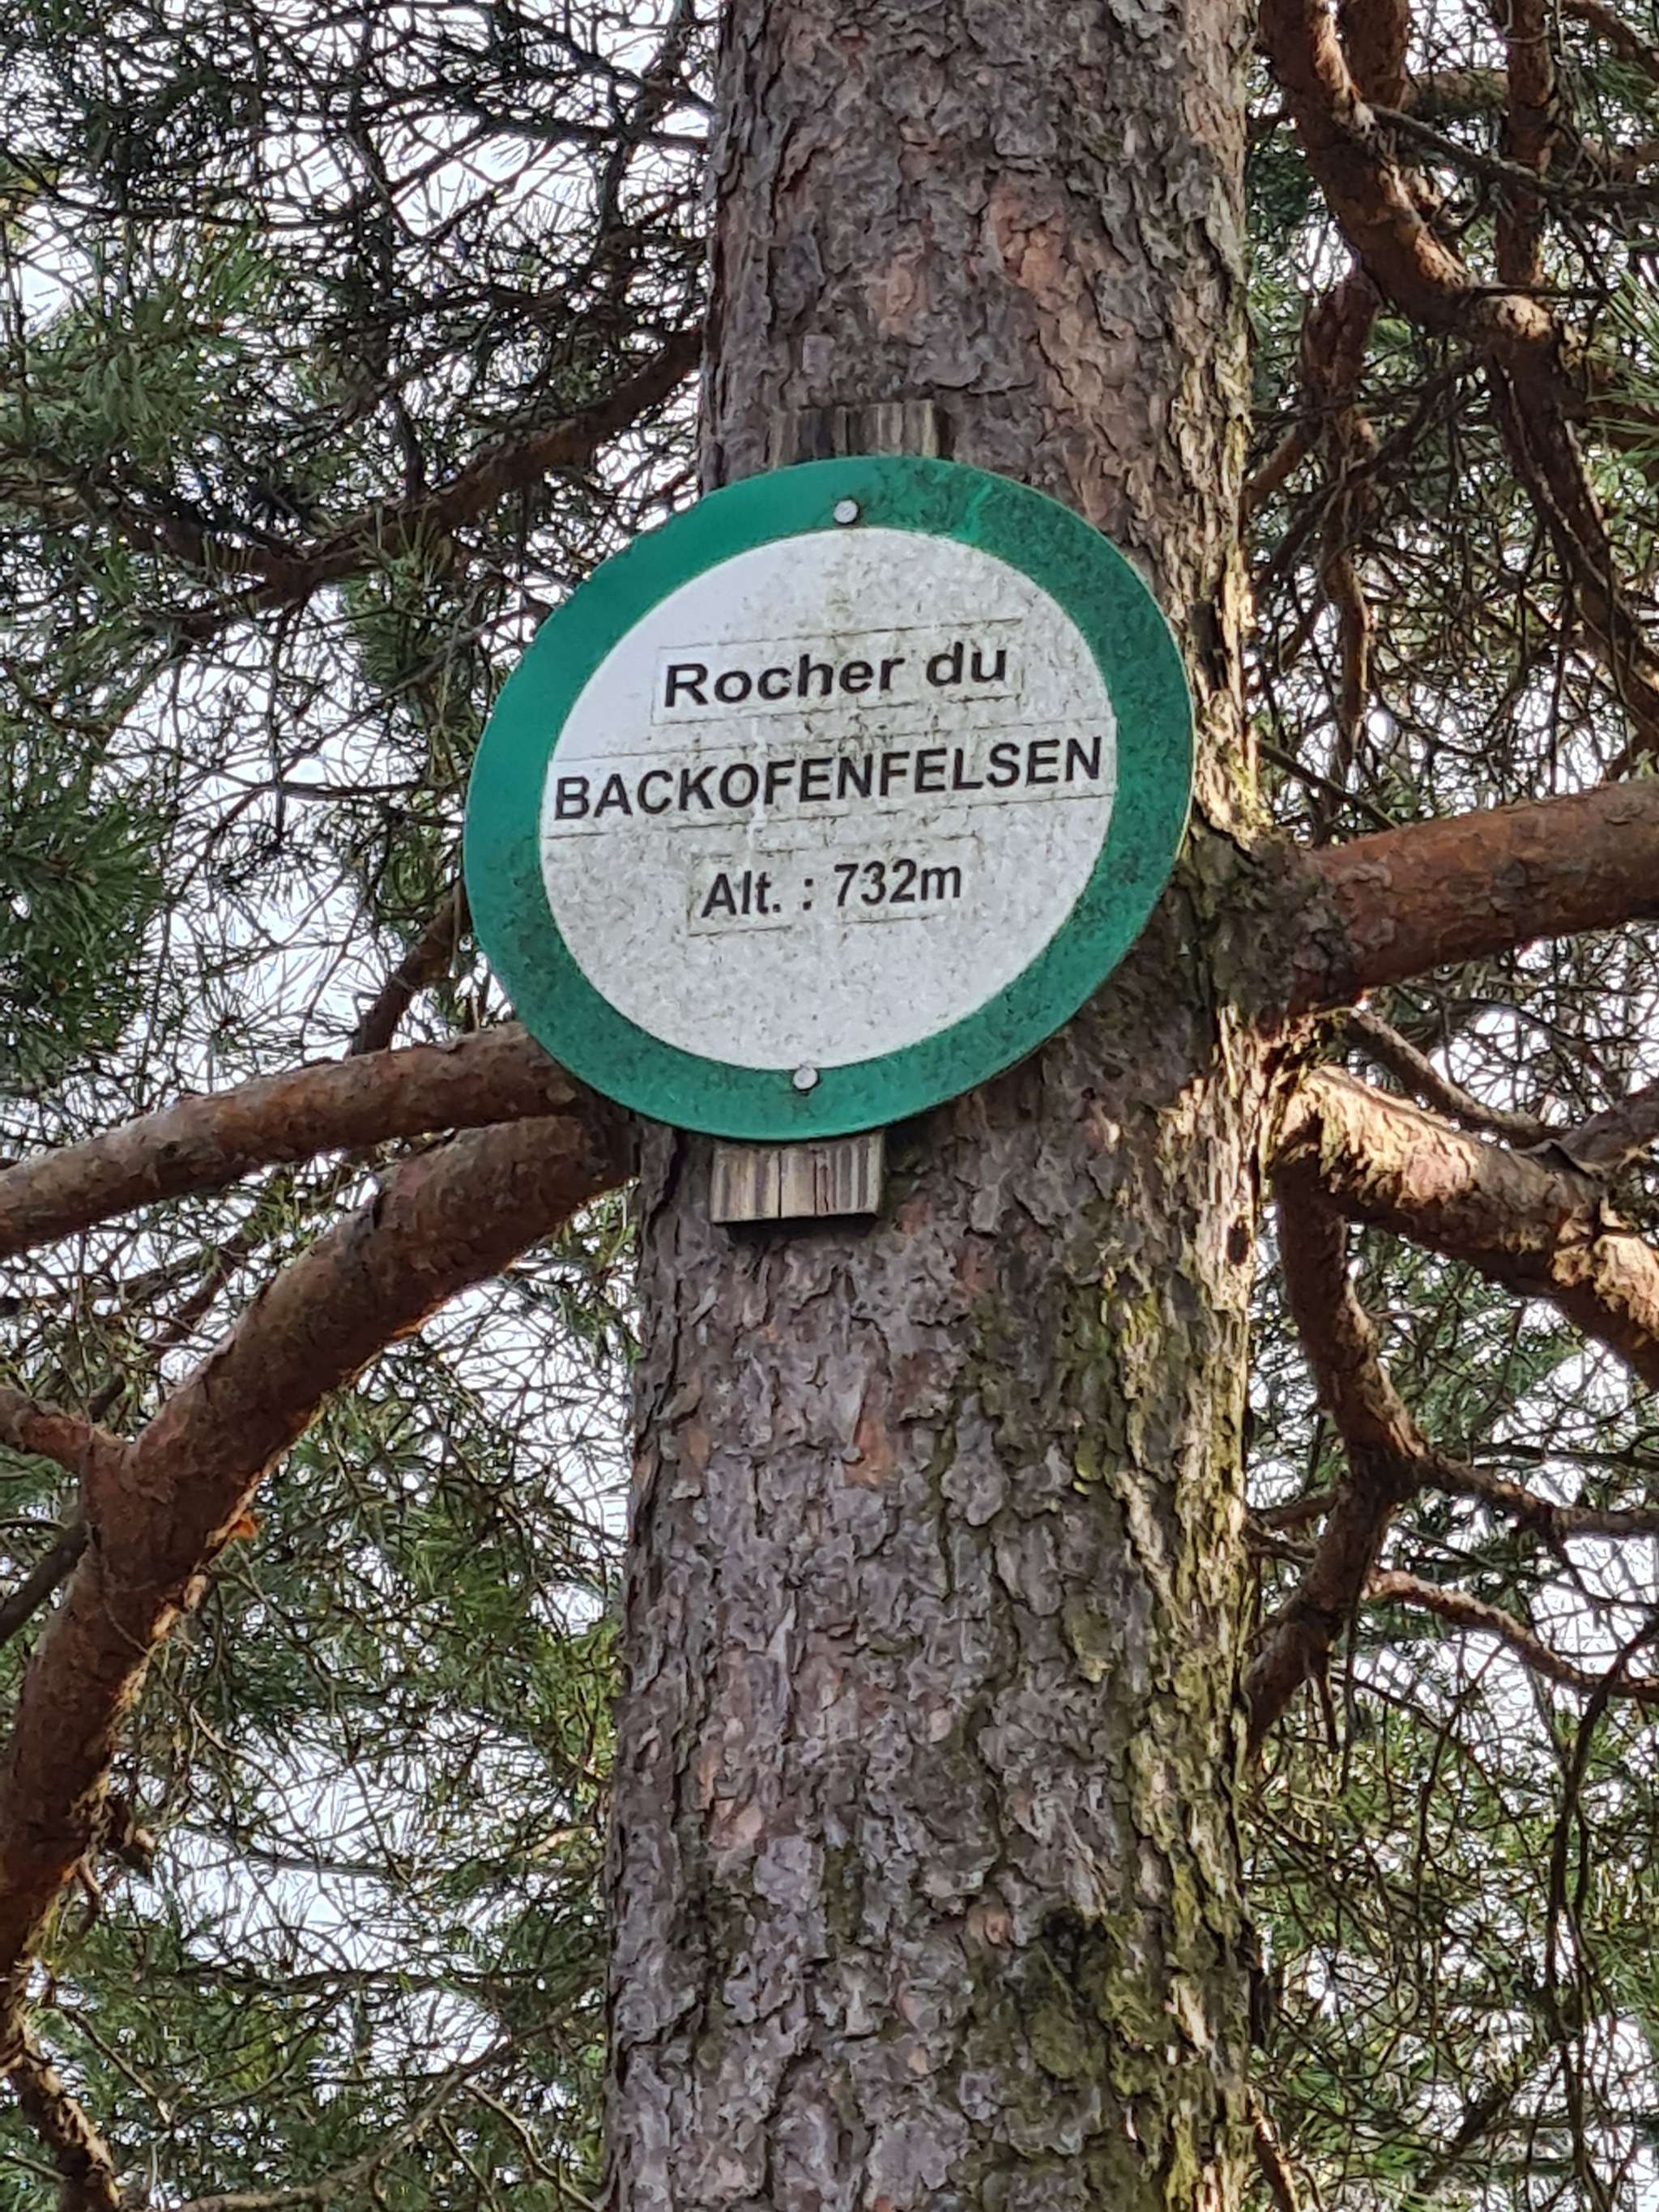 Rocher du
BACKOFENFELSEN
Alt. : 732m